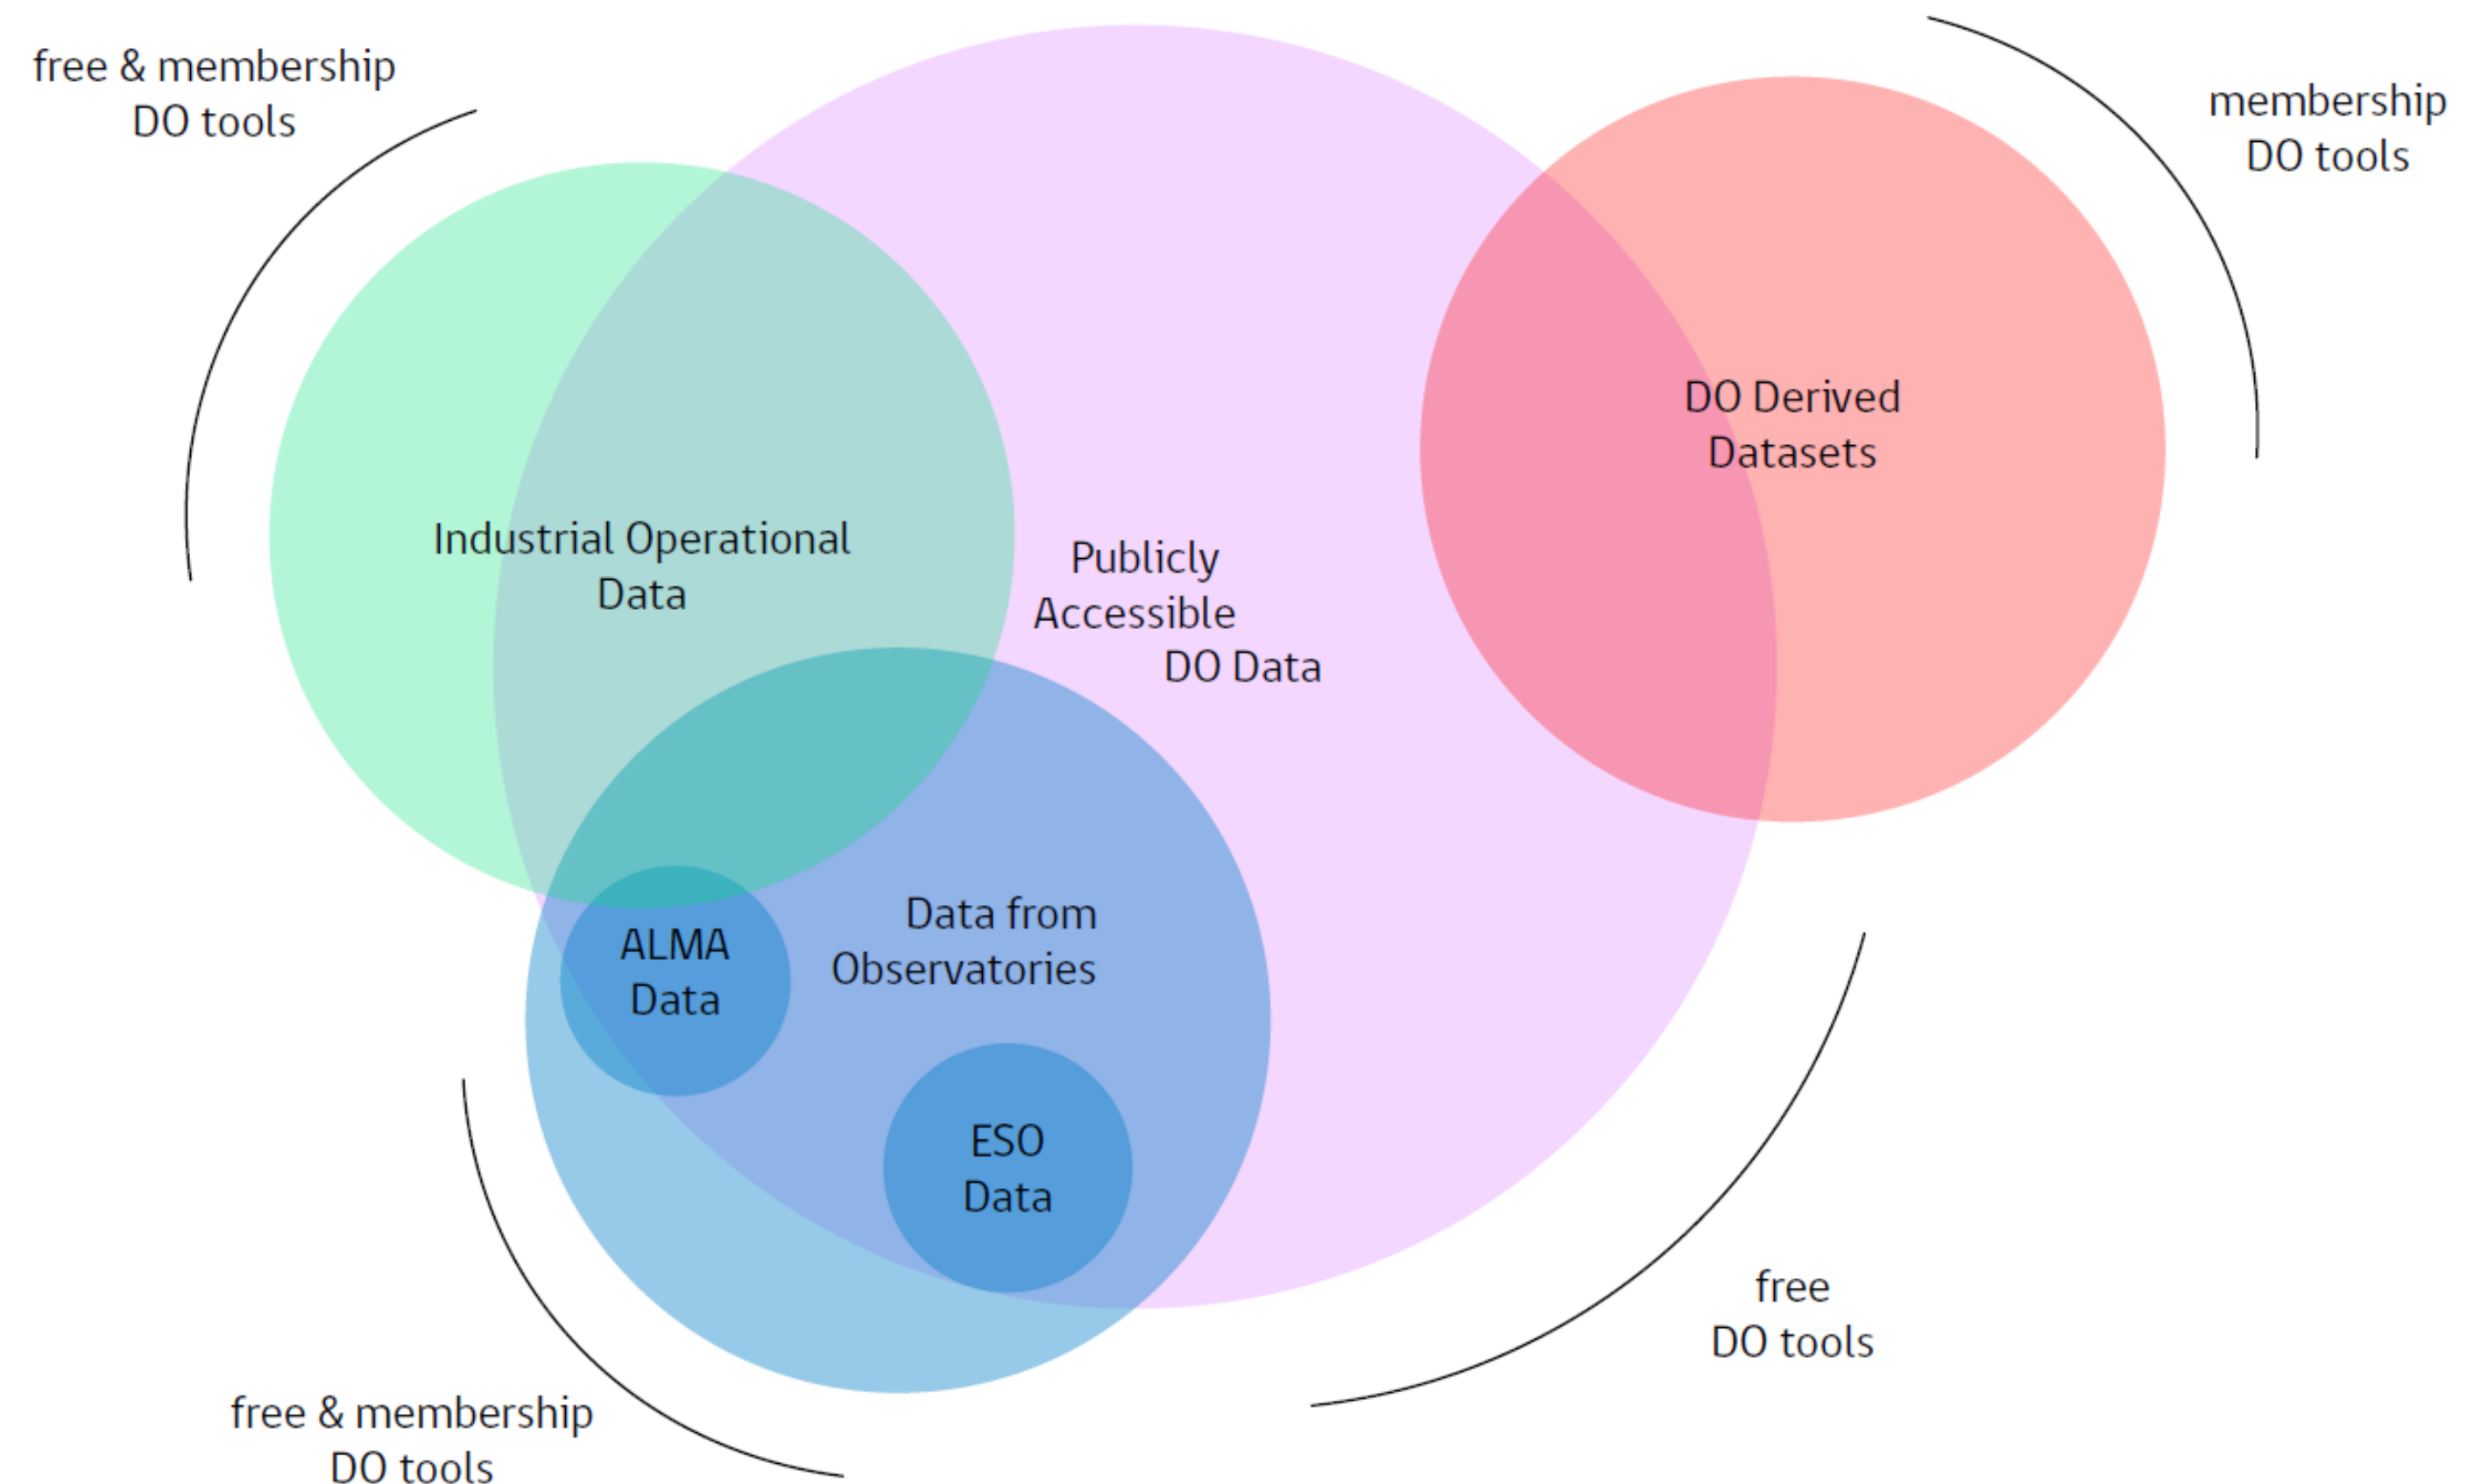 free & membership
DO tools
membership
DO tools
DO Derived
Datasets
Industrial Operational
Data
Publicly
Accessible
DO Data
Data from
Observatories
ALMA
Data
ESO
Data
free
DO tools
free & membership
DO tools